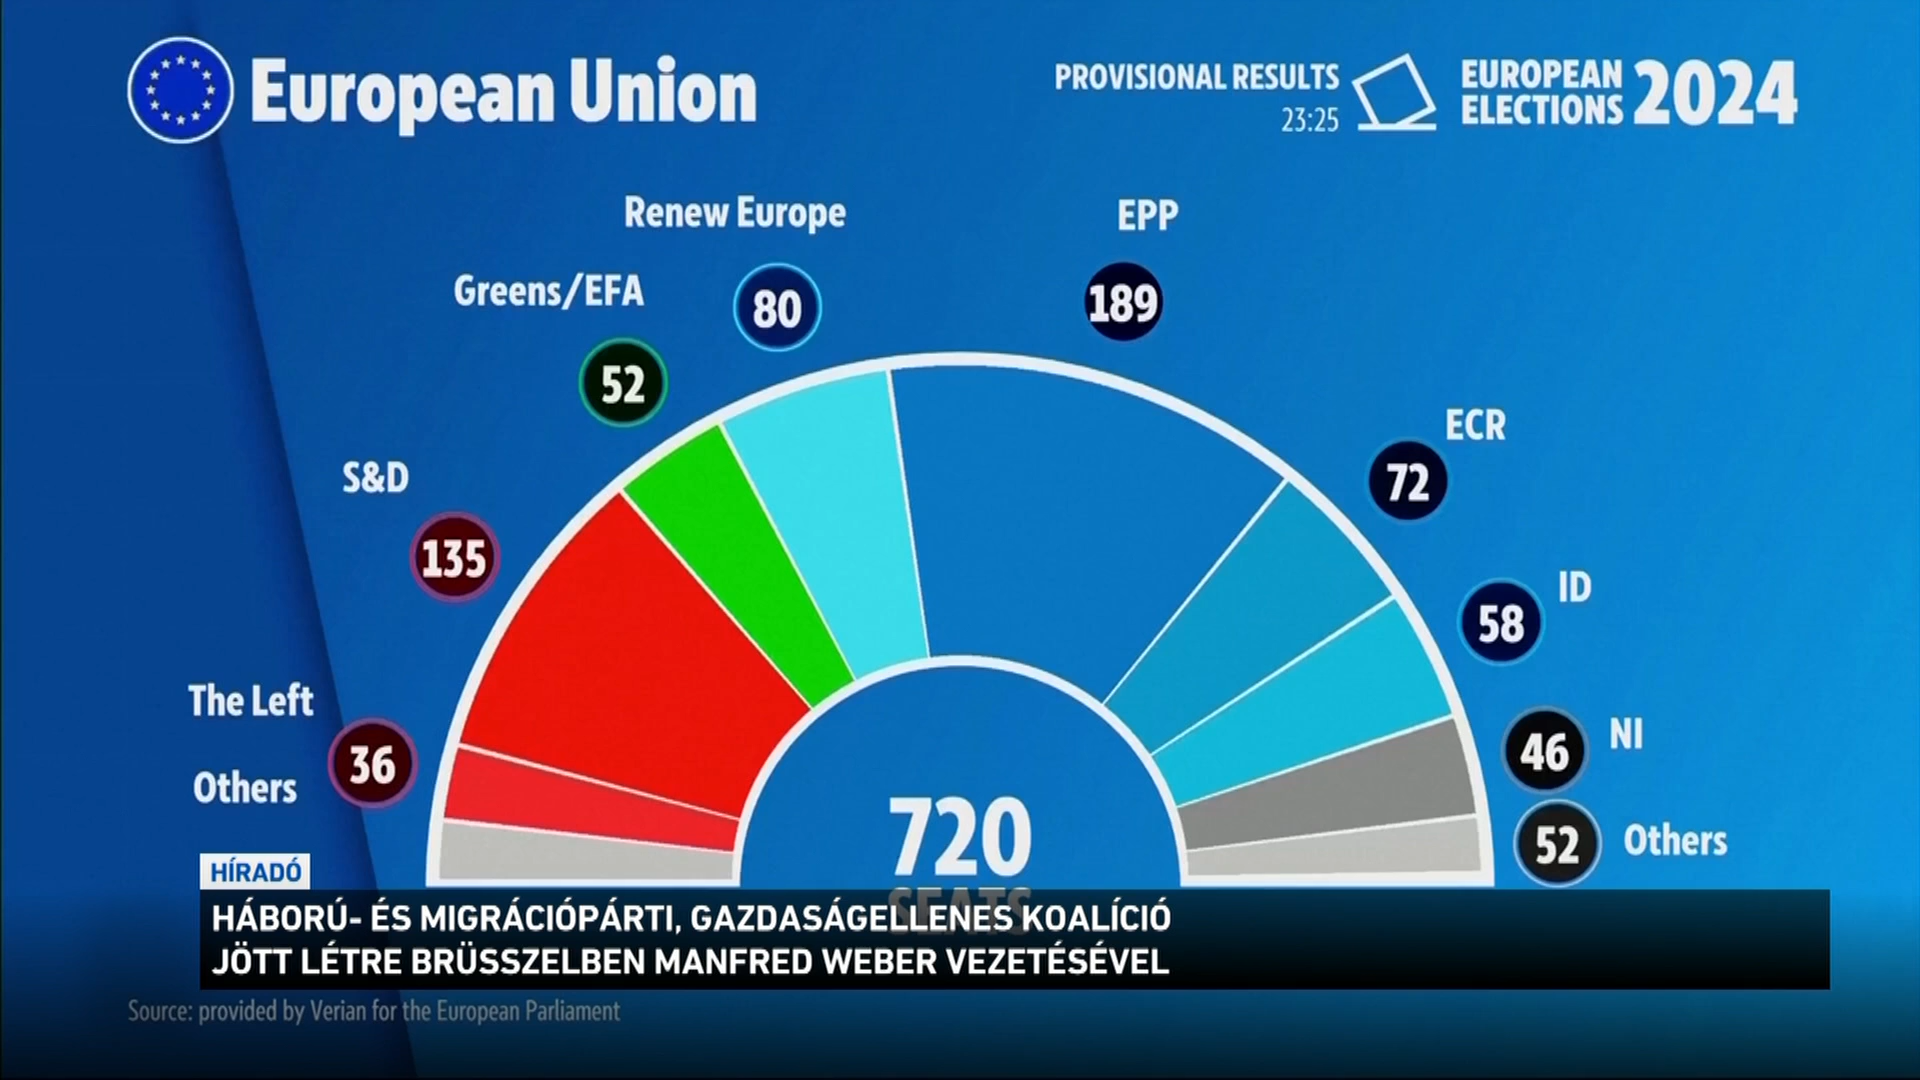 European Union
PROVISIONAL RESULTS
23:25
EUROPEAN
ELECTIONS 2024
Renew Europe
80
EPP
189
Greens/EFA
52
ECR
72
S&D
135
ID
58
The Left
36
NI
46
Others
52
Others
720
SEATS
HÍRADÓ
HÁBORÚ- ÉS MIGRÁCIÓPÁRTI, GAZDASÁGELLENES KOALÍCIÓ
JÖTT LÉTRE BRÜSSZELBEN MANFRED WEBER VEZETÉSÉVEL
Source: provided by Verian for the European Parliament